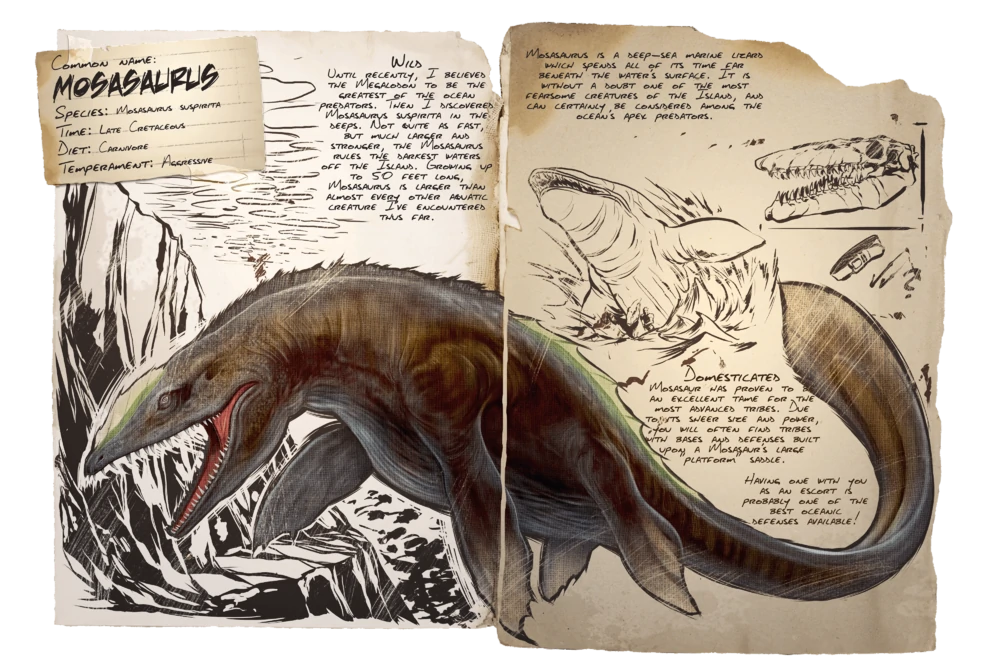 Common name:
Mosasaurus
Species: Mosasaurus suspirita
Time: Late Cretaceous
Diet: Carnivore
Temperament: Aggressive
Wild
Until recently, I believed
the Megalodon to be the
greatest of the ocean
predators. Then I discovered
Mosasaurus suspirita in the
deeps. Not quite as fast,
but much larger and
stronger, the Mosasaurus
rules the darkest waters
off the Island. Growing up
to 50 feet long,
Mosasaurus is larger than
almost every other aquatic
creature I've encountered
thus far.
Mosasaurus is a deep-sea marine lizard
which spends all of its time far
beneath the water's surface. It is
without a doubt one of the most
fearsome creatures of the Island, and
can certainly be considered among the
ocean's apex predators.
Domesticated
Mosasaur has proven to be
an excellent tame for the
most advanced tribes. Due
to its sheer size and power,
you will often find tribes
with bases and defenses built
upon a Mosasaur's large
platform saddle.
Having one with you
as an escort is
probably one of the
best oceanic
defenses available!